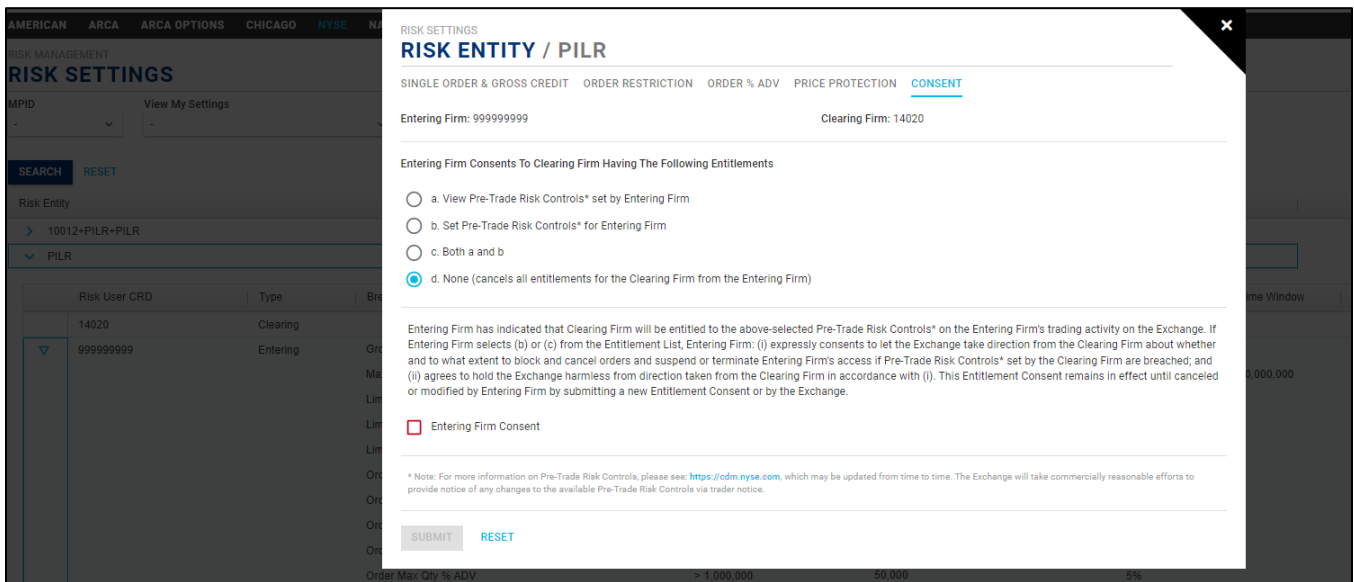 AMERICAN ARCA ARCA OPTIONS CHICAGO NYSE
RISK MANAGEMENT
RISK SETTINGS
MPID View My Settings
- -
SEARCH RESET
Risk Entity
10012+PILR+PILR
PILR
Risk User CRD Type
14020 Clearing
999999999 Entering
RISK SETTINGS
RISK ENTITY / PILR
SINGLE ORDER & GROSS CREDIT ORDER RESTRICTION ORDER % ADV PRICE PROTECTION CONSENT
Entering Firm: 999999999 Clearing Firm: 14020
Entering Firm Consents To Clearing Firm Having The Following Entitlements
a. View Pre-Trade Risk Controls* set by Entering Firm
b. Set Pre-Trade Risk Controls* for Entering Firm
c. Both a and b
d. None (cancels all entitlements for the Clearing Firm from the Entering Firm)
Entering Firm has indicated that Clearing Firm will be entitled to the above-selected Pre-Trade Risk Controls* on the Entering Firm's trading activity on the Exchange. If
Entering Firm selects (b) or (c) from the Entitlement List, Entering Firm: (i) expressly consents to let the Exchange take direction from the Clearing Firm about whether
and to what extent to block and cancel orders and suspend or terminate Entering Firm's access if Pre-Trade Risk Controls* set by the Clearing Firm are breached; and
(ii) agrees to hold the Exchange harmless from direction taken from the Clearing Firm in accordance with (i). This Entitlement Consent remains in effect until canceled
or modified by Entering Firm by submitting a new Entitlement Consent or by the Exchange.
Entering Firm Consent
* Note: For more information on Pre-Trade Risk Controls, please see: https://cdm.nyse.com, which may be updated from time to time. The Exchange will take commercially reasonable efforts to
provide notice of any changes to the available Pre-Trade Risk Controls via trader notice.
SUBMIT RESET
Order Max Qty % ADV > 1,000,000 50,000 5%